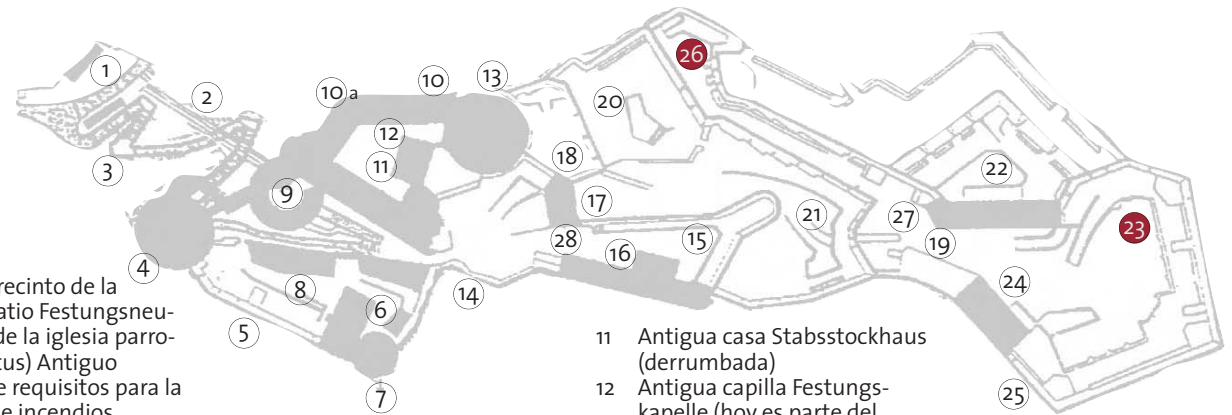 1
2
3
4
5
6
7
8
9
10 a
10
11
12
13
14
15
16
17
18
19
20
21
22
23
24
25
26
27
28
recinto de la
atio Festungsneu-
de la iglesia parro-
tus) Antiguo
e requisitos para la
e incendios
11 Antigua casa Stabsstockhaus
(derrumbada)
12 Antigua capilla Festungs-
kapelle (hoy es parte del